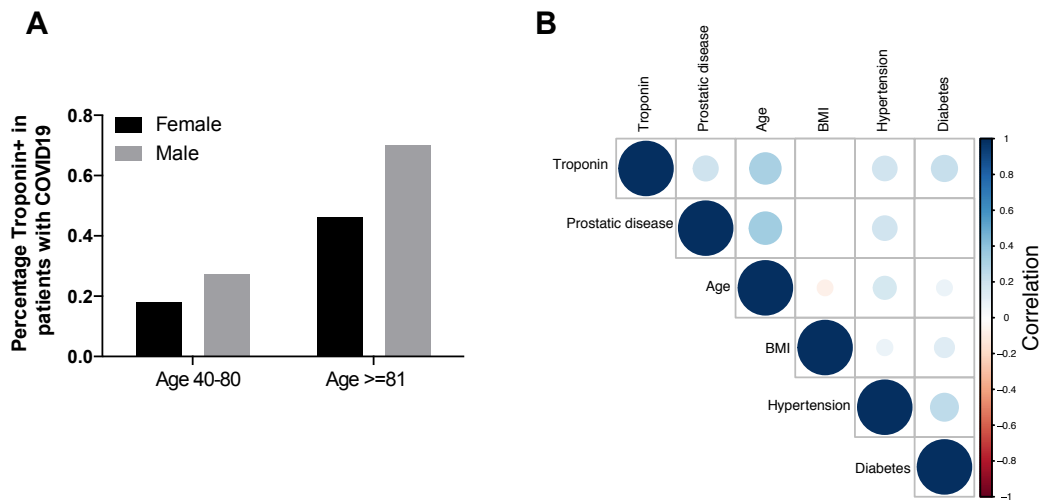 A
Percentage Troponin+ in
patients with COVID19
0.8
0.6
0.4
0.2
0.0
Female
Male
Age 40-80
Age >=81
B
Troponin
Prostatic disease
Age
BMI
Hypertension
Diabetes
Troponin
Prostatic disease
Age
BMI
Hypertension
Diabetes
1
0.8
0.6
0.4
0.2
0
−0.2
−0.4
−0.6
−0.8
−1
Correlation